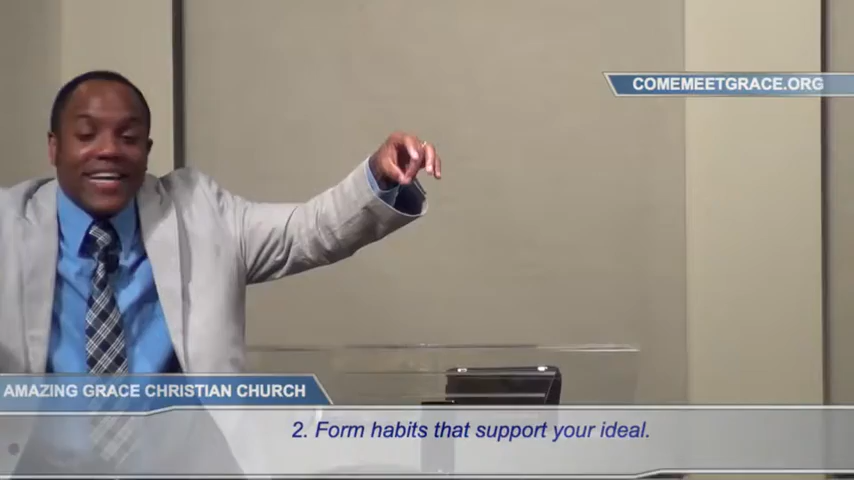 COMEMEETGRACE.ORG
AMAZING GRACE CHRISTIAN CHURCH
2. Form habits that support your ideal.